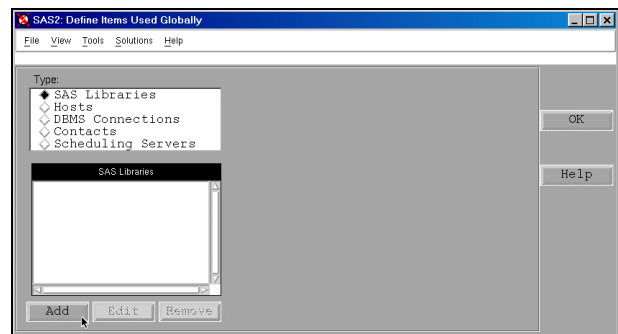 SAS2: Define Items Used Globally
File View Tools Solutions Help
Type:
SAS Libraries
Hosts
DBMS Connections
Contacts
Scheduling Servers
OK
SAS Libraries
Help
Add Edit Remove